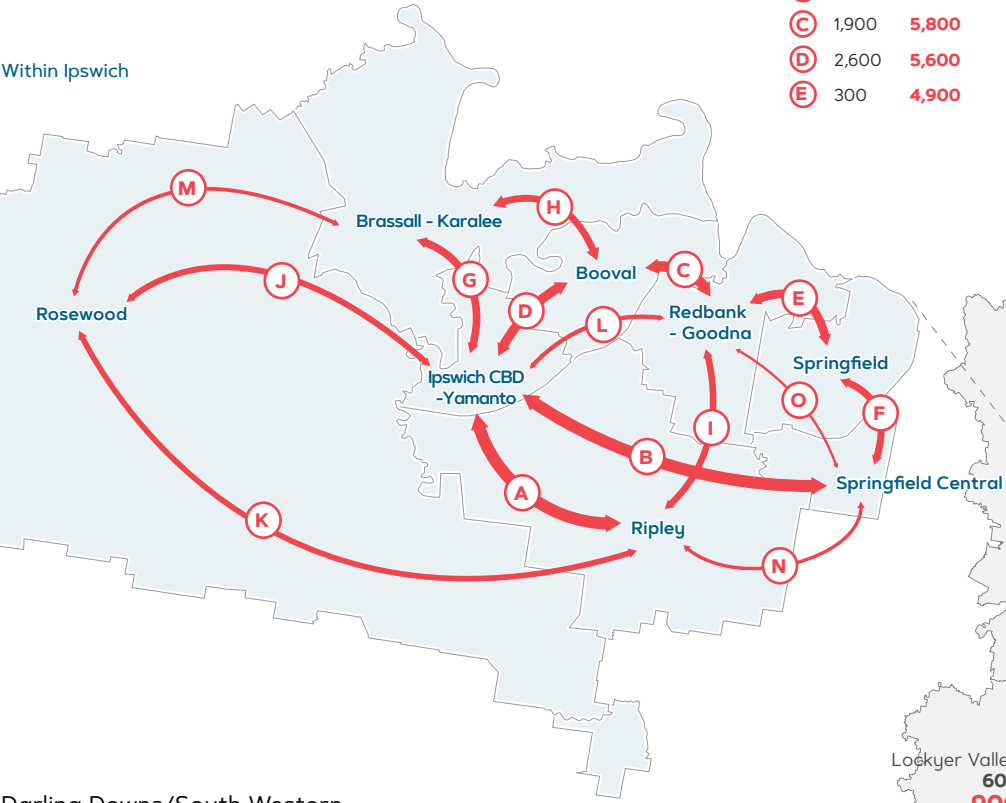 C 1,900 5,800
Within Ipswich
D 2,600 5,600
E 300 4,900
M
H
Brassall - Karalee
Booval
C
G
J
E
D
Rosewood
L
Redbank
- Goodna
Springfield
Ipswich CBD
-Yamanto
O
F
I
B
Springfield Central
A
K
Ripley
N
Lockyer Valle
60